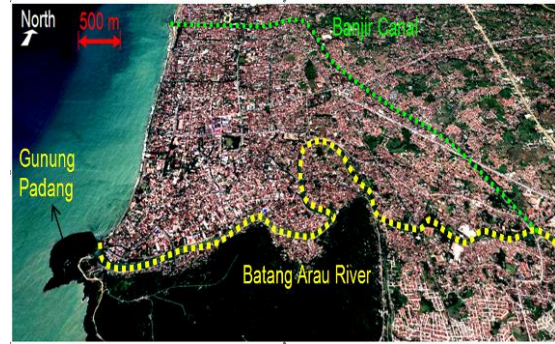 North
500 m
Banjir Canal
Gunung
Padang
Batang Arau River